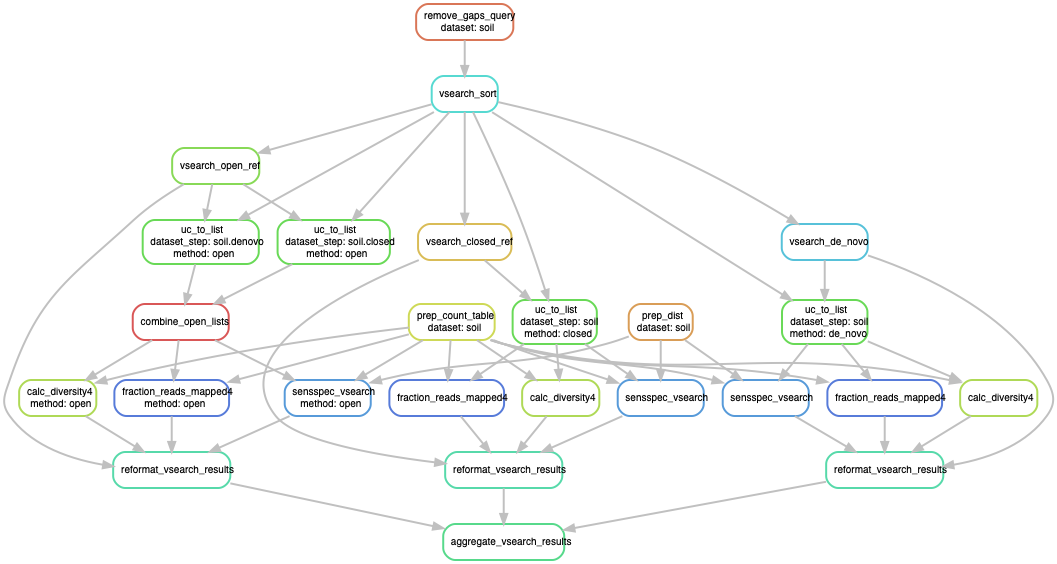 remove_gaps_query
dataset: soil
vsearch_sort
vsearch_open_ref
uc_to_list
dataset_step: soil.denovo
method: open
uc_to_list
dataset_step: soil.closed
method: open
vsearch_closed_ref
vsearch_de_novo
combine_open_lists
prep_count_table
dataset: soil
uc_to_list
dataset_step: soil
method: closed
prep_dist
dataset: soil
uc_to_list
dataset_step: soil
method: de_novo
calc_diversity4
method: open
fraction_reads_mapped4
method: open
sensspec_vsearch
method: open
fraction_reads_mapped4
calc_diversity4
sensspec_vsearch
sensspec_vsearch
fraction_reads_mapped4
calc_diversity4
reformat_vsearch_results
reformat_vsearch_results
reformat_vsearch_results
aggregate_vsearch_results